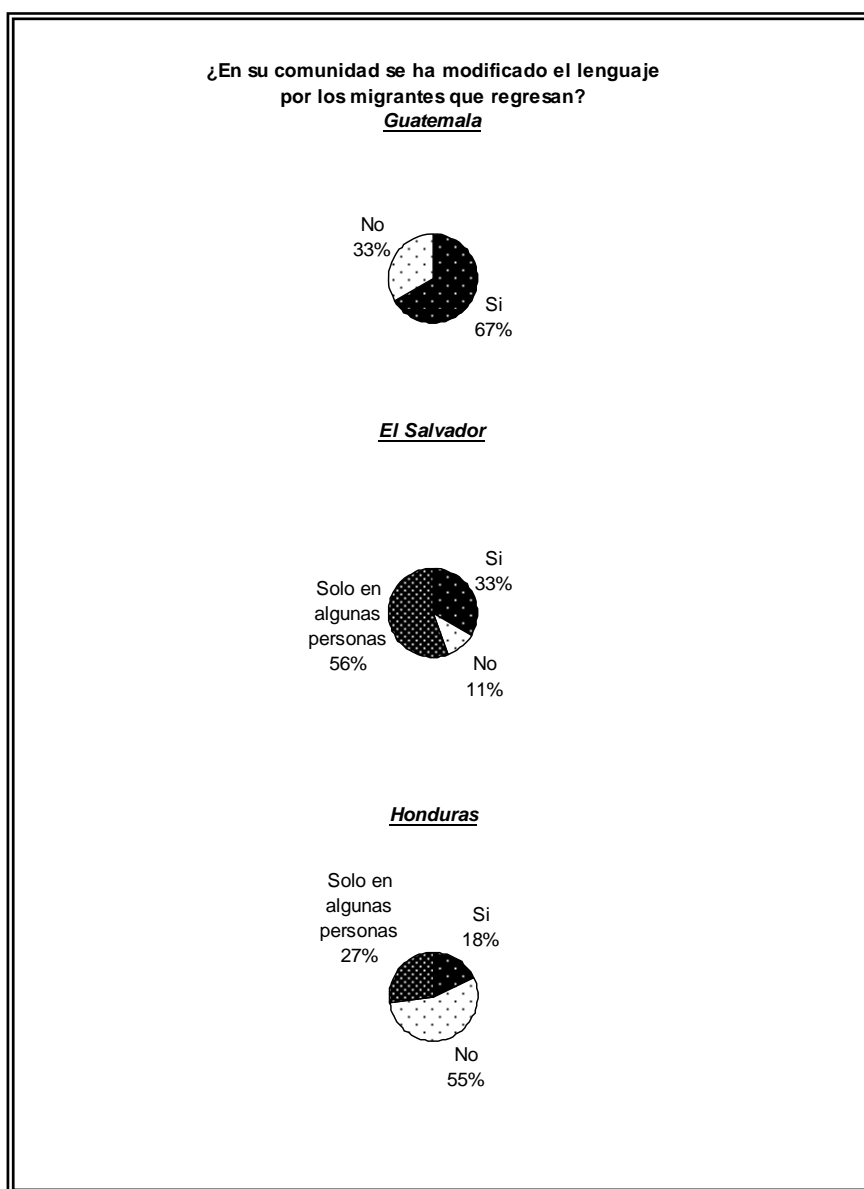 ¿En su comunidad se ha modificado el lenguaje
por los migrantes que regresan?
Guatemala
No
33%
Si
67%
El Salvador
Si
33%
Solo en
algunas
personas
56%
No
11%
Honduras
Solo en
algunas
personas
27%
Si
18%
No
55%